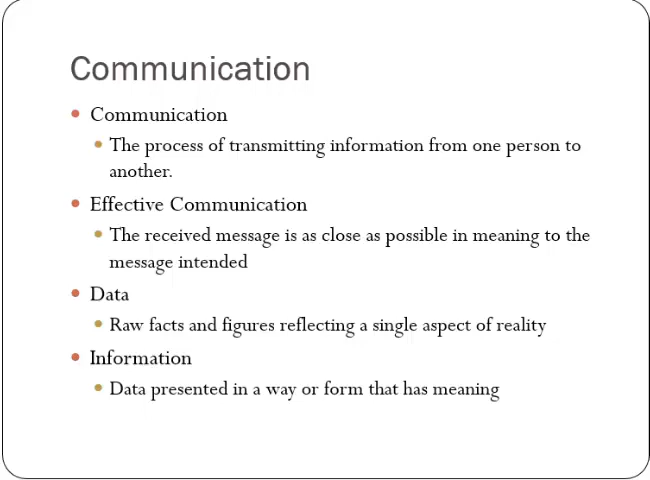 Communication
Communication
The process of transmitting information from one person to
another.
Effective Communication
The received message is as close as possible in meaning to the
message intended
Data
Raw facts and figures reflecting a single aspect of reality
Information
Data presented in a way or form that has meaning